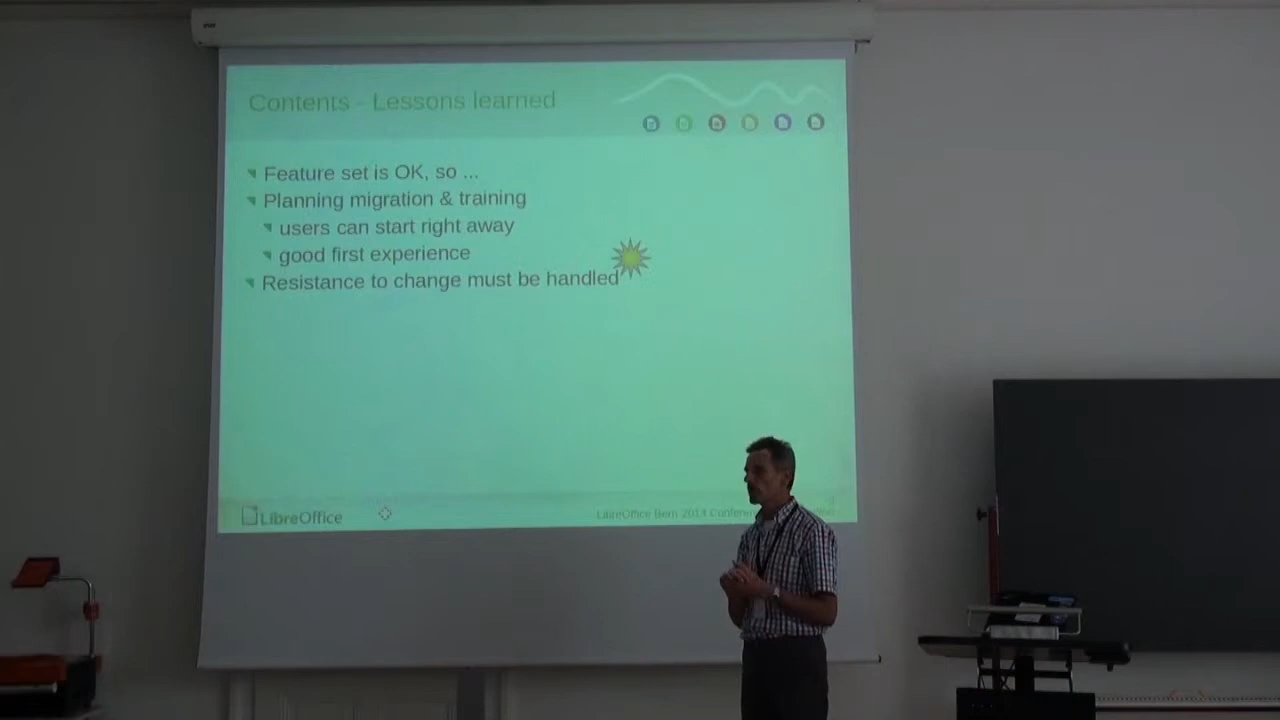 Contents - Lessons learned
Feature set is OK, so ...
Planning migration & training
users can start right away
good first experience
Resistance to change must be handled
LibreOffice
LibreOffice Bern 2014 Conference